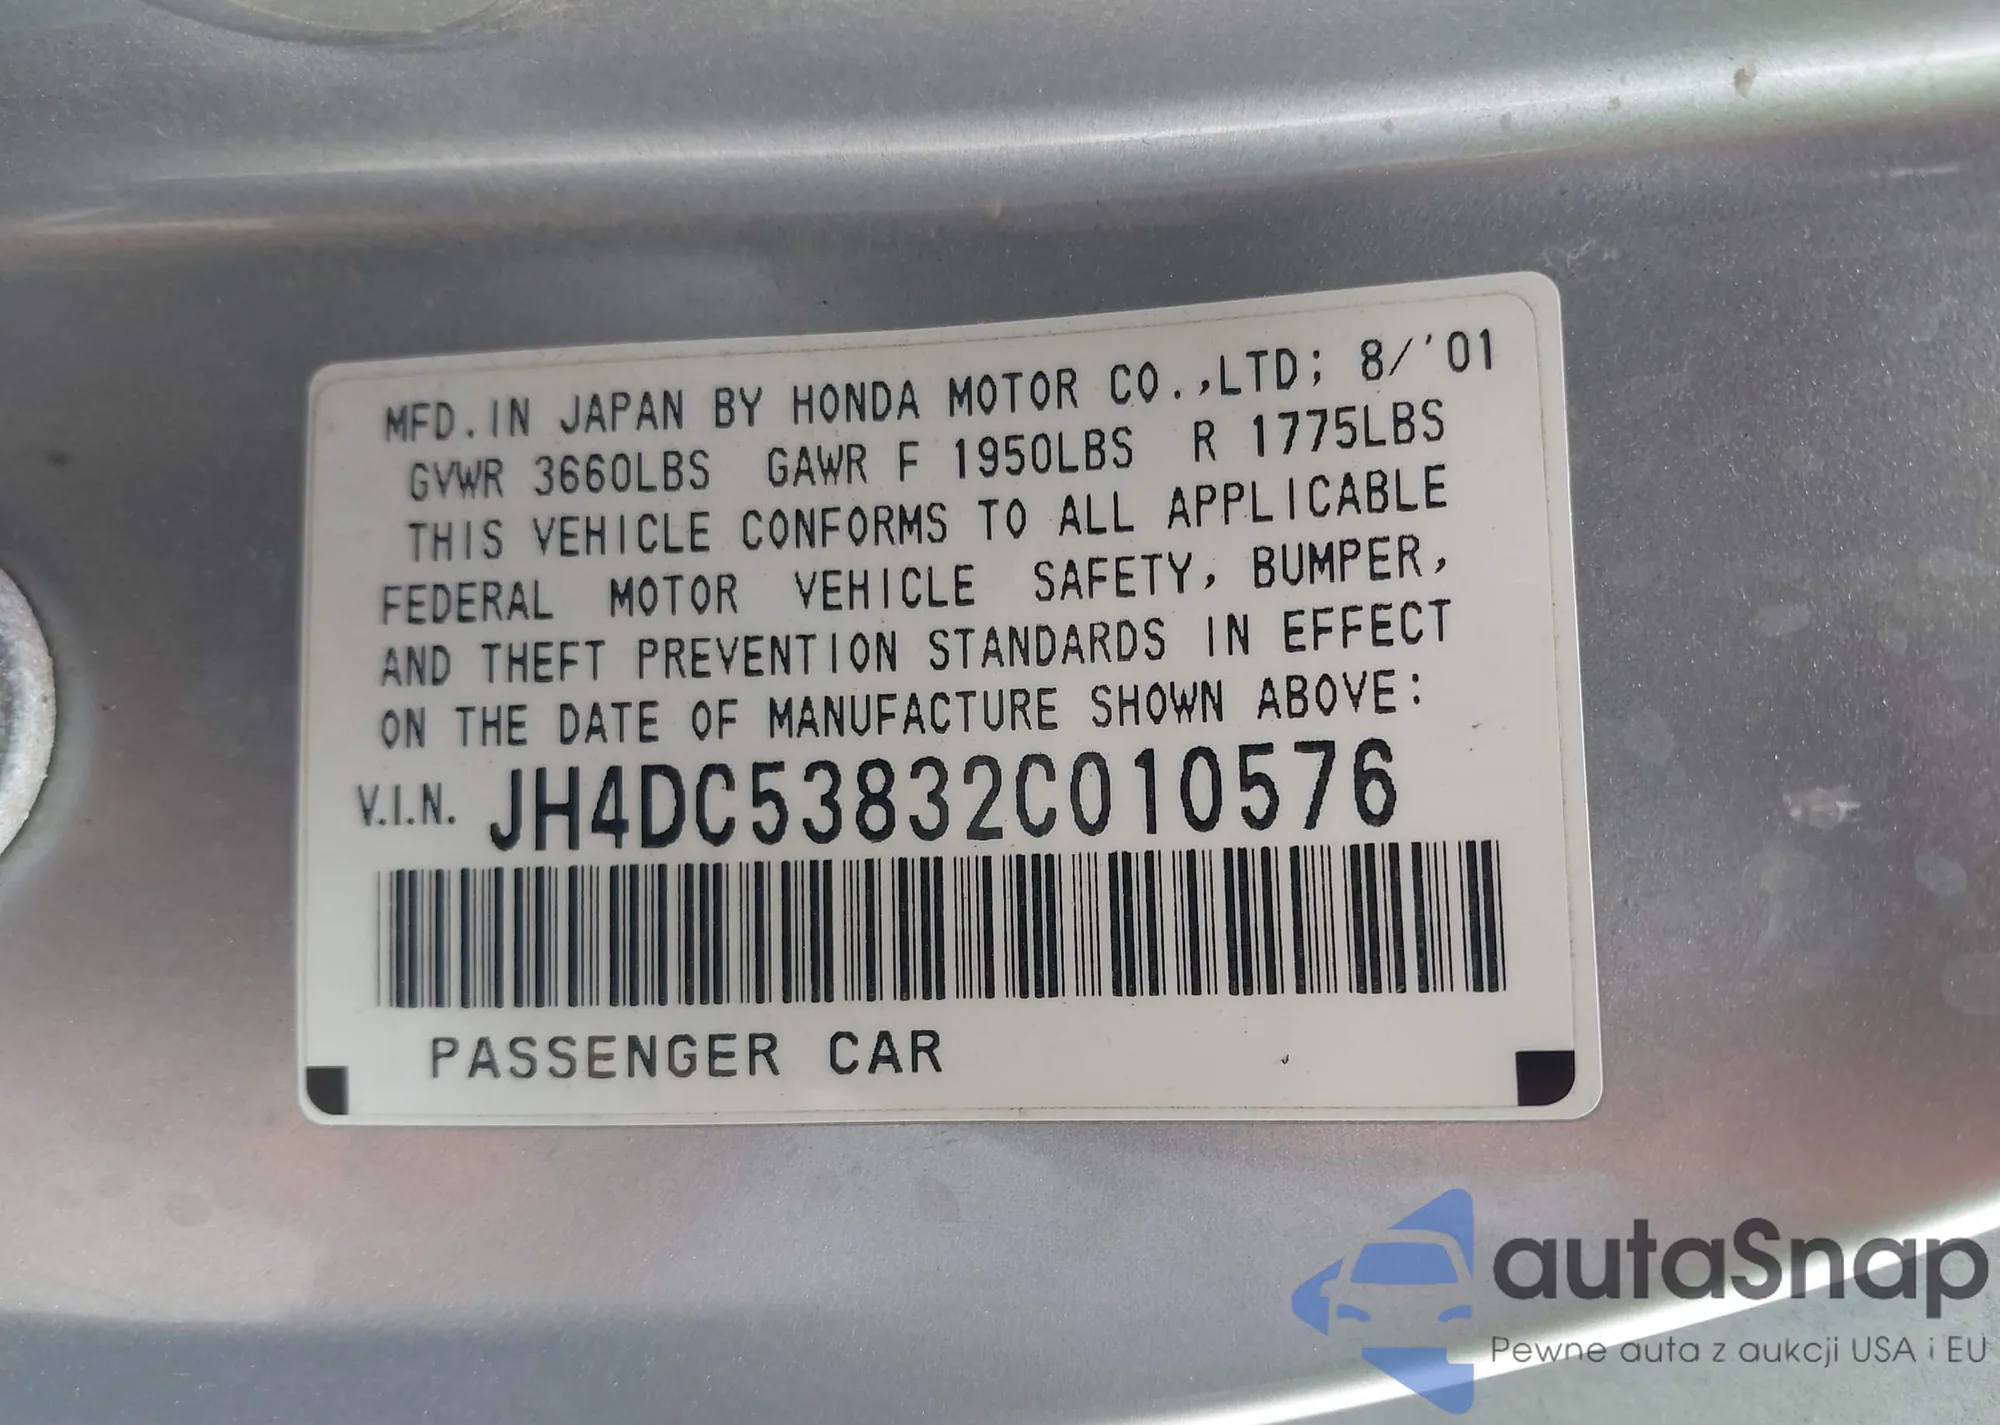 MFD.IN JAPAN BY HONDA MOTOR CO.,LTD; 8/'01
GVWR 3660LBS GAWR F 1950LBS R 1775LBS
THIS VEHICLE CONFORMS TO ALL APPLICABLE
FEDERAL MOTOR VEHICLE SAFETY, BUMPER,
AND THEFT PREVENTION STANDARDS IN EFFECT
ON THE DATE OF MANUFACTURE SHOWN ABOVE:
V.I.N. JH4DC53832C010576
PASSENGER CAR
autaSnap
Pewne auta z aukcji USA i EU